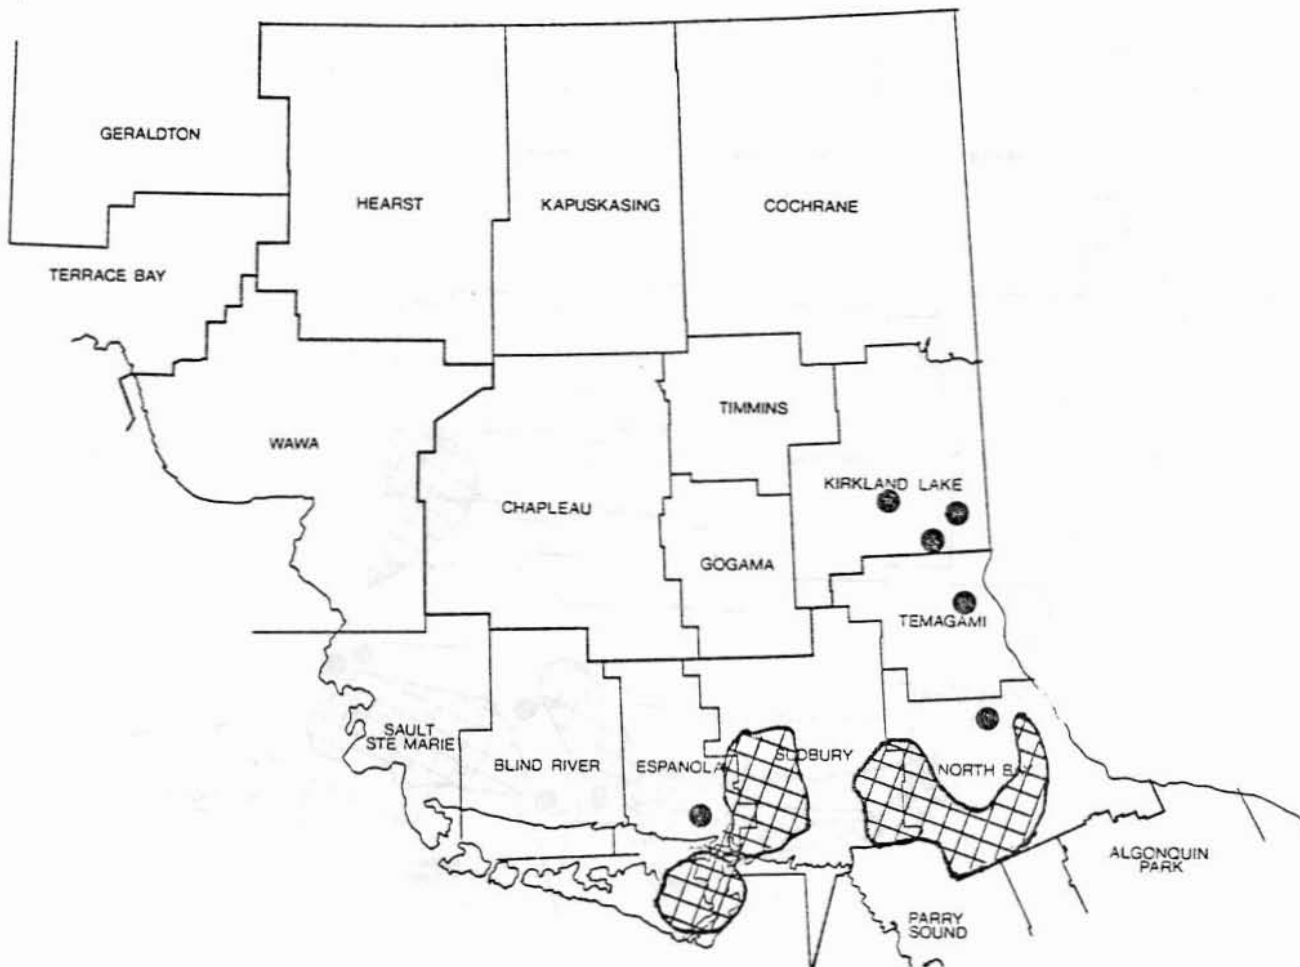 GERALDTON
HEARST
KAPUSKASING
COCHRANE
TERRACE BAY
TIMMINS
WAWA
KIRKLAND LAKE
CHAPLEAU
GOGAMA
TEMAGAMI
SAULT
STE MARIE
BLIND RIVER
ESPANOLA
SUDBURY
NORTH BAY
ALGONQUIN
PARK
PARRY
SOUND